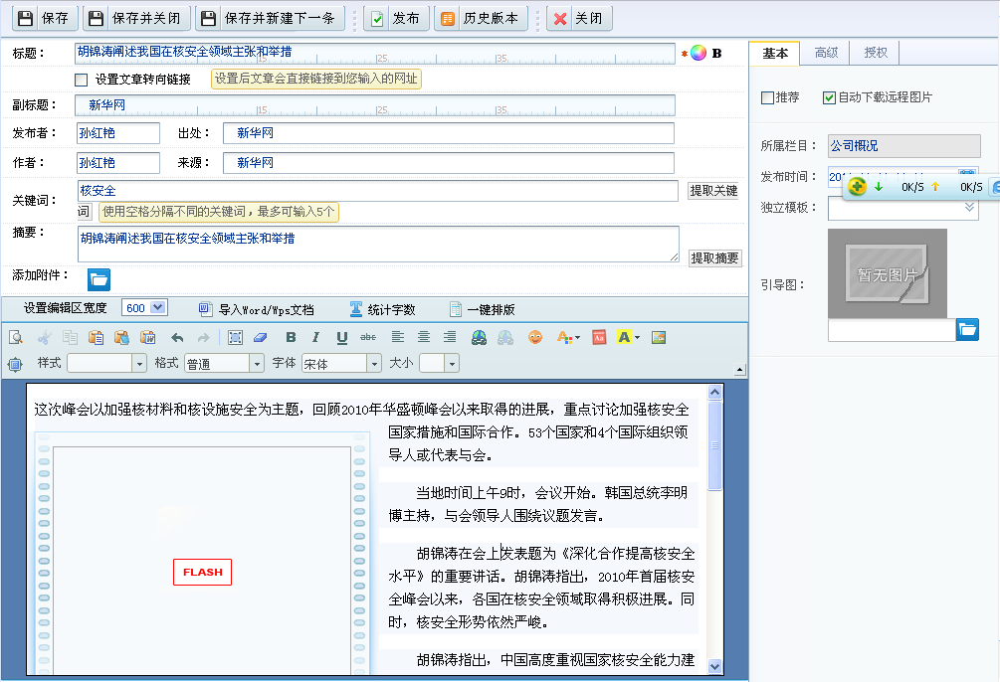 保存 保存并关闭 保存并新建下一条 发布 历史版本 关闭
标题： 胡锦涛阐述我国在核安全领域主张和举措 B
15 25 35
设置文章转向链接 设置后文章会直接链接到您输入的网址
副标题： 新华网
15 25 35
发布者： 孙红艳 出处： 新华网
作者： 孙红艳 来源： 新华网
关键词： 核安全 提取关键
词 使用空格分隔不同的关键词，最多可输入5个
摘要： 胡锦涛阐述我国在核安全领域主张和举措
提取摘要
添加附件：
设置编辑区宽度 600 导入Word/Wps文档 统计字数 一键排版
B I U abc
样式 格式 普通 字体 宋体 大小
这次峰会以加强核材料和核设施安全为主题，回顾2010年华盛顿峰会以来取得的进展，重点讨论加强核安全
国家措施和国际合作。53个国家和4个国际组织领
导人或代表与会。
当地时间上午9时，会议开始。韩国总统李明
博主持，与会领导人围绕议题发言。
胡锦涛在会上发表题为《深化合作提高核安全
水平》的重要讲话。胡锦涛指出，2010年首届核安
全峰会以来，各国在核安全领域取得积极进展。同
时，核安全形势依然严峻。
胡锦涛指出，中国高度重视国家核安全能力建
FLASH
基本 高级 授权
推荐 自动下载远程图片
所属栏目： 公司概况
发布时间：
0K/S 0K/S
独立模板：
引导图： 暂无图片